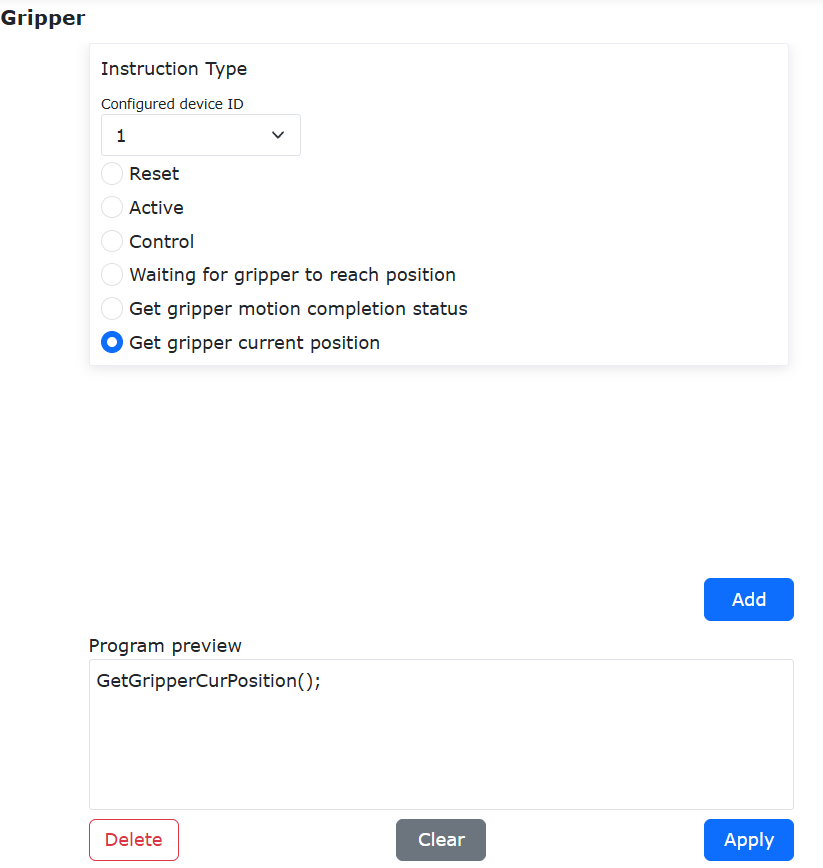 Gripper
Instruction Type
Configured device ID
1
Reset
Active
Control
Waiting for gripper to reach position
Get gripper motion completion status
Get gripper current position
Add
Program preview
GetGripperCurPosition();
Delete Clear Apply